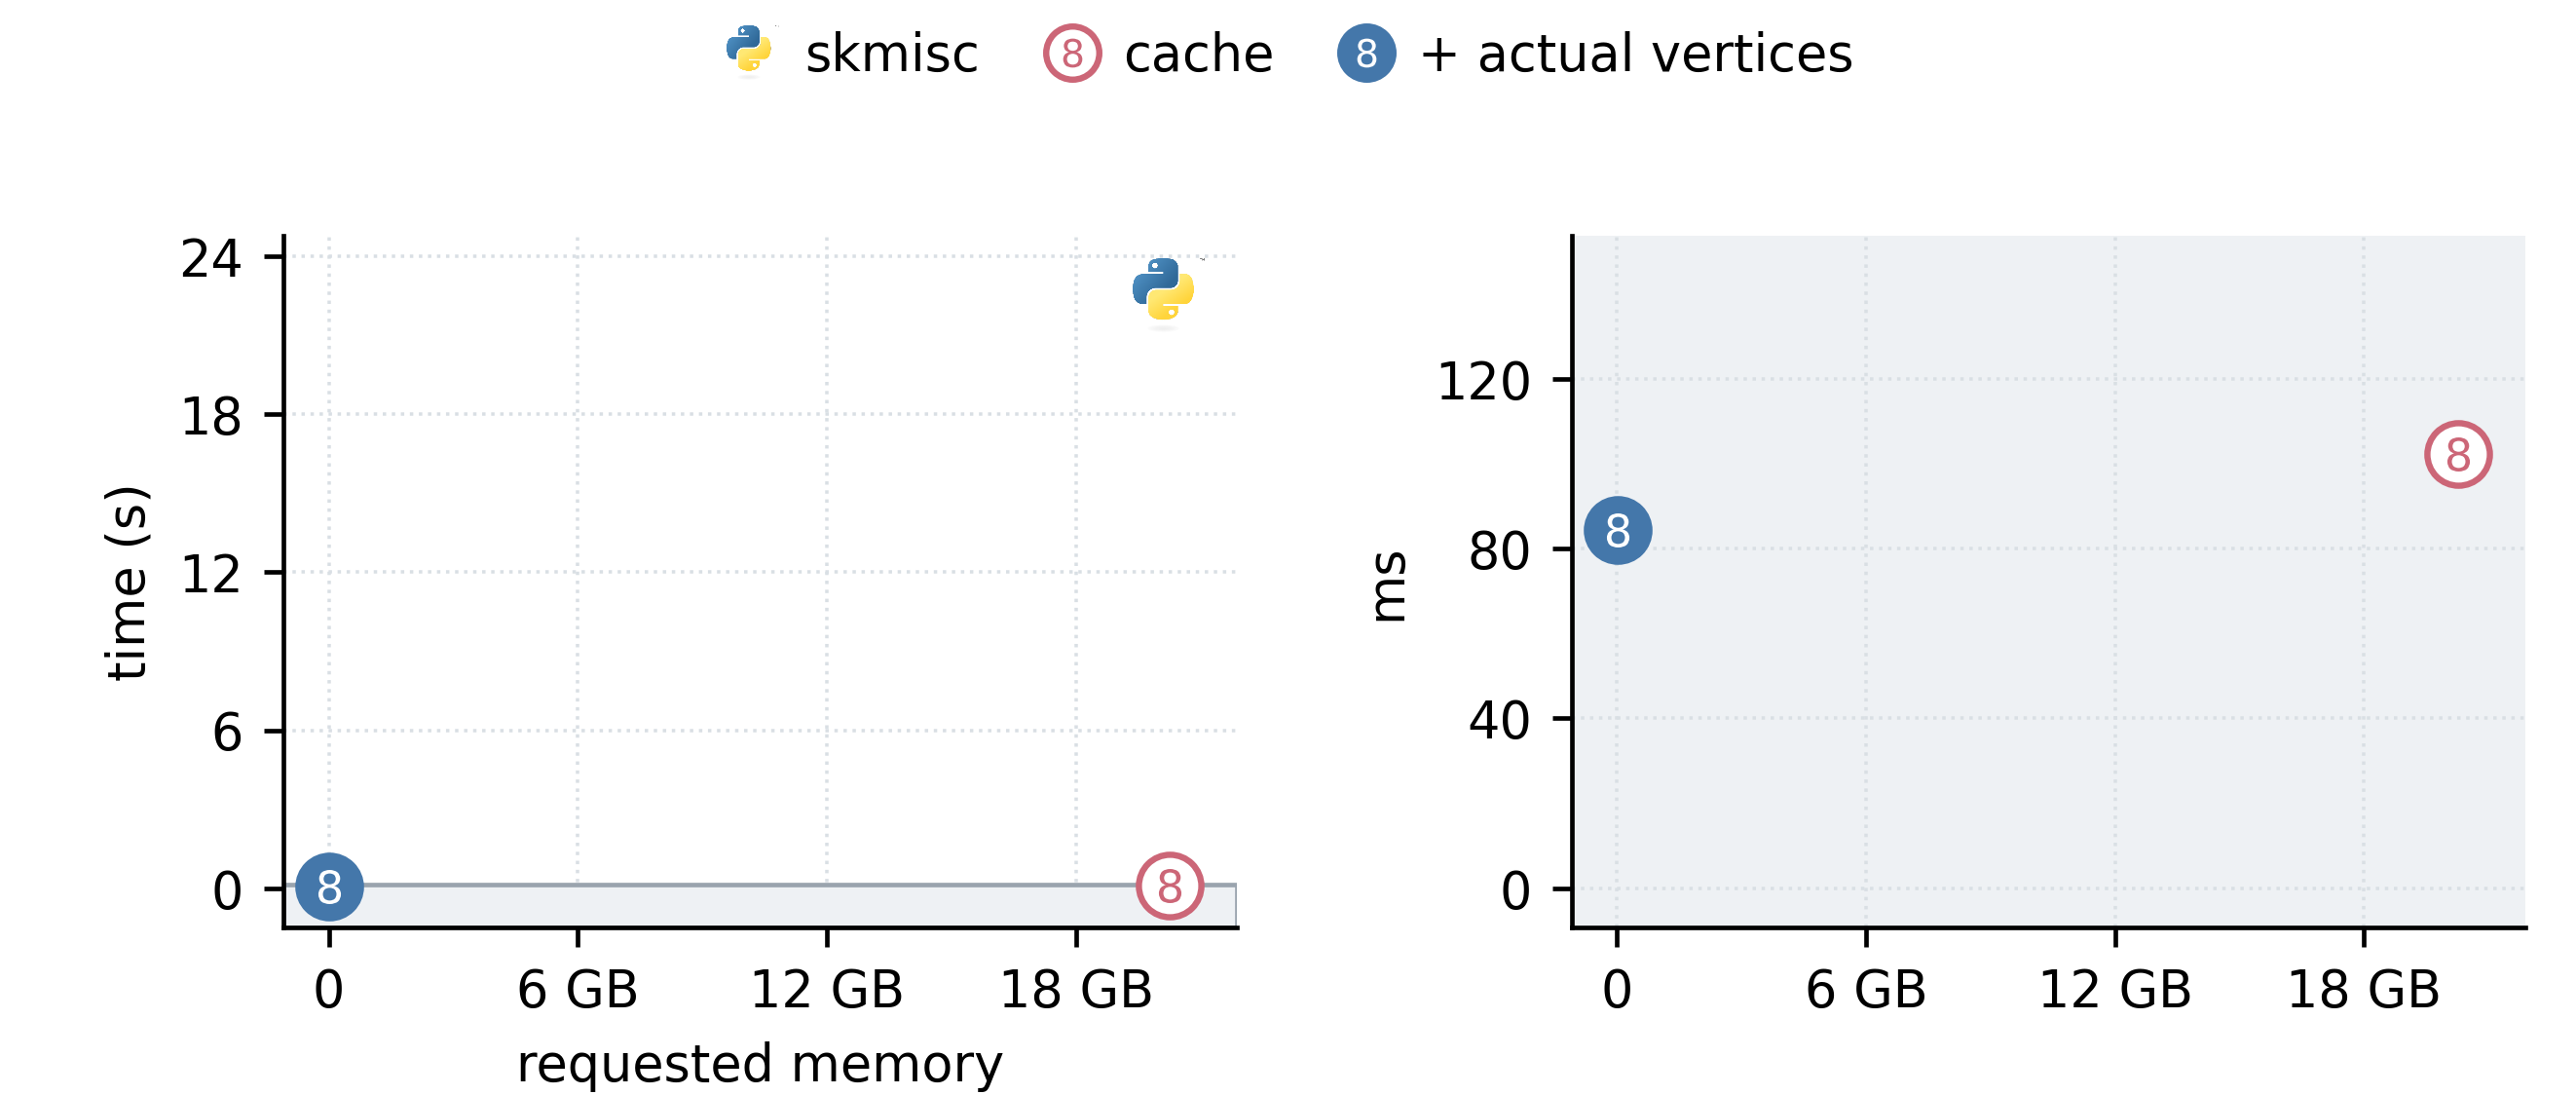 skmisc 8 cache 8 + actual vertices
24
18
12
6
0
time (s)
8
8
0 6 GB 12 GB 18 GB
requested memory
120
80
40
0
ms
8
8
0 6 GB 12 GB 18 GB